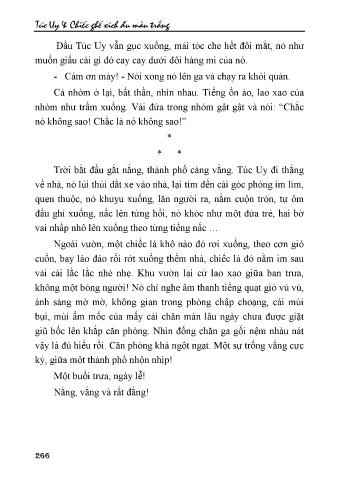 Túc Uy & Chiếc ghế xích đu màu trắng
Đầu Túc Uy vẫn gục xuống, mái tóc che hết đôi mắt, nó như
muốn giấu cái gì đó cay cay dưới đôi hàng mi của nó.
- Cảm ơn mày! - Nói xong nó lên ga và chạy ra khỏi quán.
Cả nhóm ở lại, bất thần, nhìn nhau. Tiếng ồn ào, lao xao của
nhóm như trầm xuống. Vài đứa trong nhóm gật gật và nói: “Chắc
nó không sao! Chắc là nó không sao!”
*
* *
Trời bắt đầu gắt nắng, thành phố càng vắng. Túc Uy đi thẳng
về nhà, nó lúi thúi dắt xe vào nhà, lại tìm đến cái góc phòng im lìm,
quen thuộc, nó khuỵu xuống, lăn người ra, nằm cuộn tròn, tự ôm
đầu ghì xuống, nấc lên từng hồi, nó khóc như một đứa trẻ, hai bờ
vai nhấp nhô lên xuống theo từng tiếng nấc …
Ngoài vườn, một chiếc lá khô nào đó rơi xuống, theo cơn gió
cuốn, bay lảo đảo rồi rớt xuống thềm nhà, chiếc lá đó nằm im sau
vài cái lắc lắc nhè nhẹ. Khu vườn lại cứ lao xao giữa ban trưa,
không một bóng người! Nó chỉ nghe âm thanh tiếng quạt gió vù vù,
ánh sáng mờ mờ, không gian trong phòng chập choạng, cái mùi
bụi, mùi ẩm mốc của mấy cái chăn màn lâu ngày chưa được giặt
giũ bốc lên khắp căn phòng. Nhìn đống chăn ga gối nệm nhàu nát
vậy là đủ hiểu rồi. Căn phòng khá ngột ngạt. Một sự trống vắng cực
kỳ, giữa một thành phố nhộn nhịp!
Một buổi trưa, ngày lễ!
Nắng, vắng và rất đắng!
266